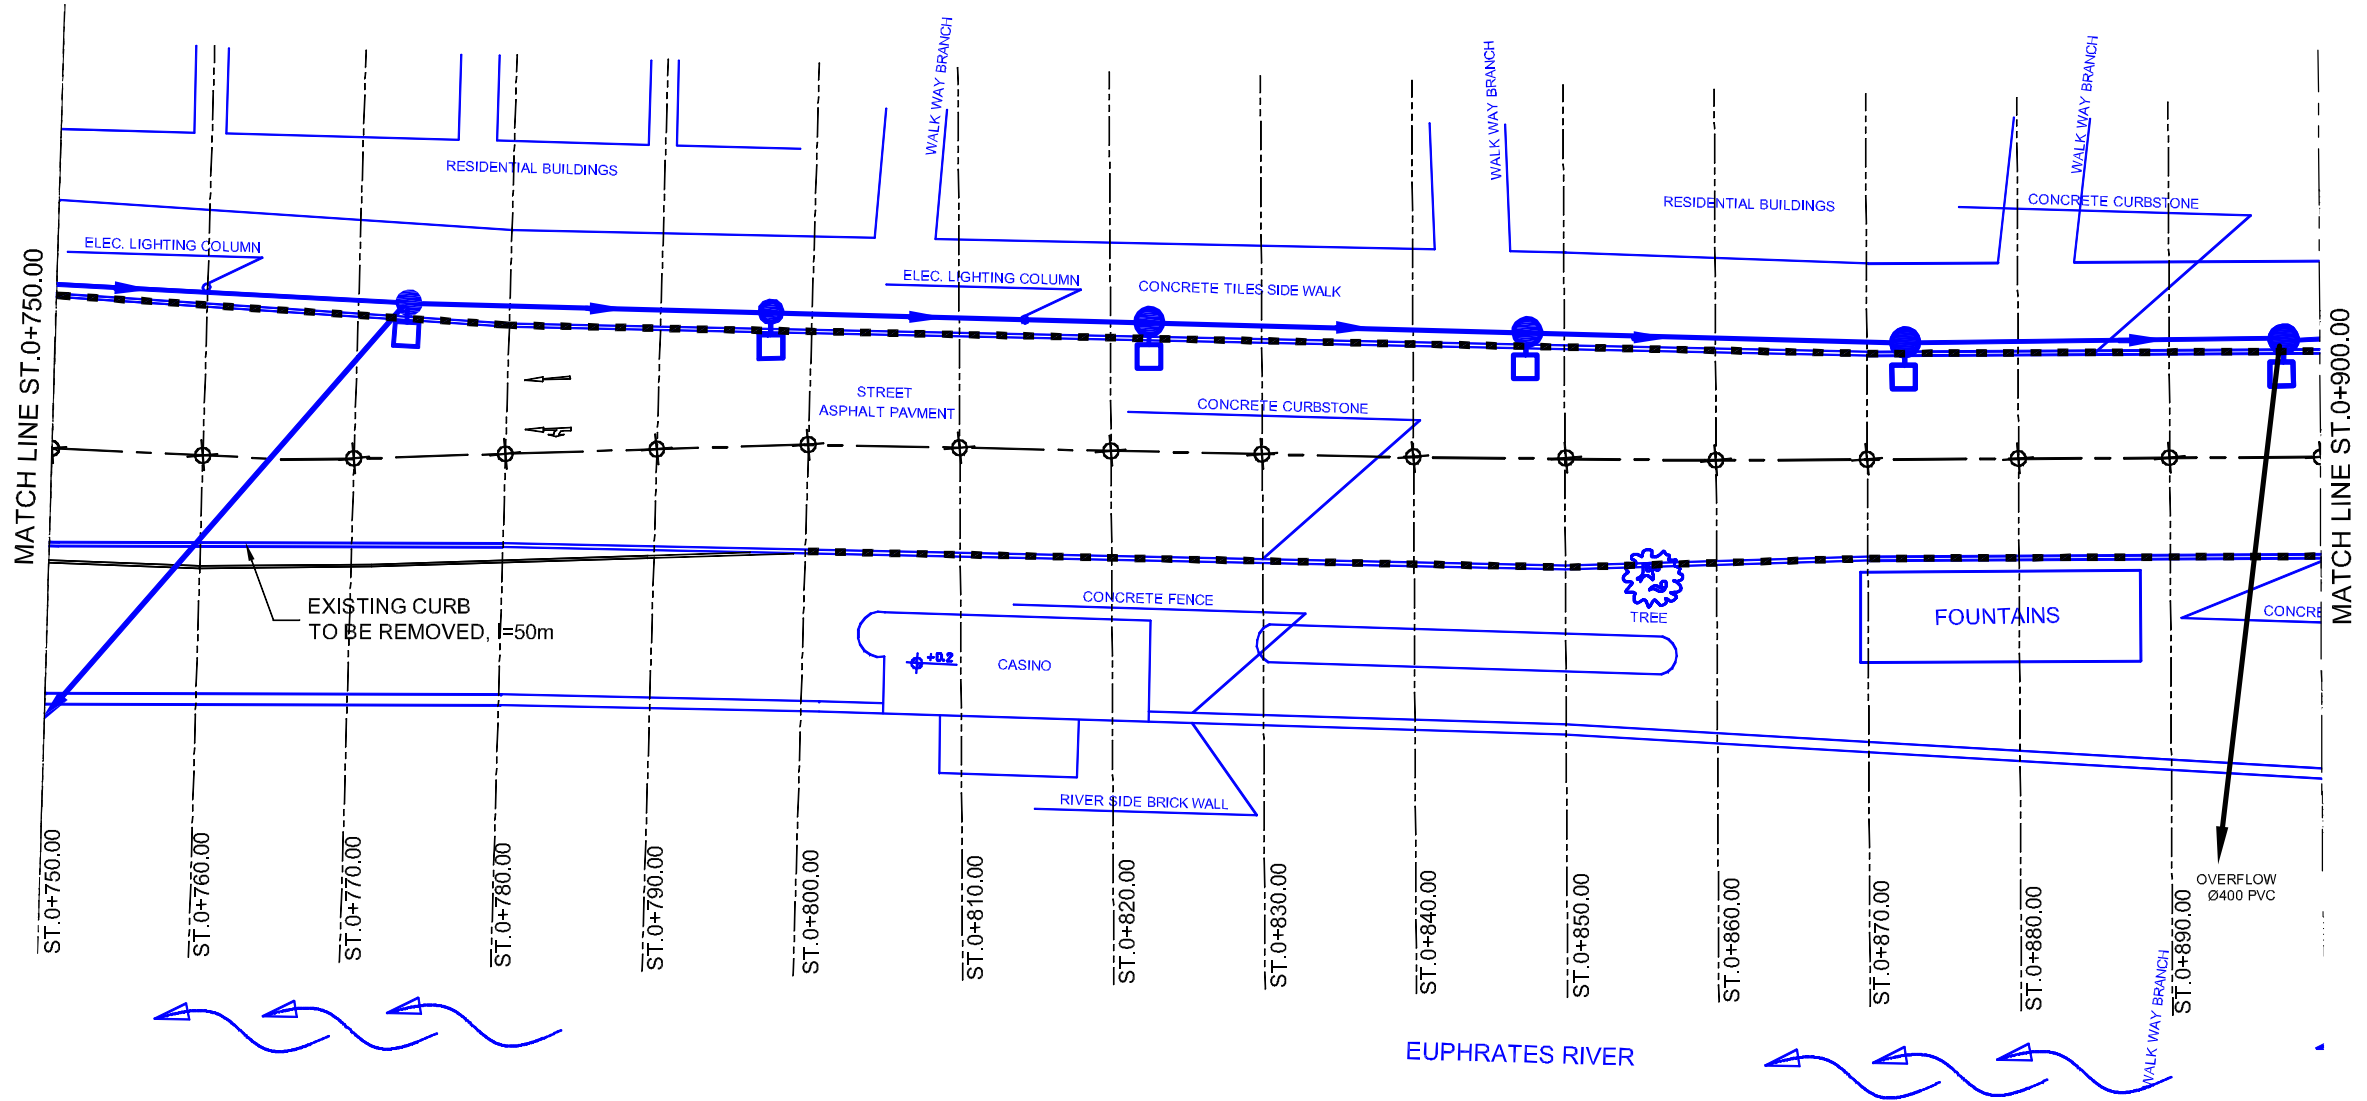 WALK WAY BRANCH
WALK WAY BRANCH
WALK WAY BRANCH
RESIDENTIAL BUILDINGS
RESIDENTIAL BUILDINGS
CONCRETE CURBSTONE
ELEC. LIGHTING COLUMN
ELEC. LIGHTING COLUMN
CONCRETE TILES SIDE WALK
MATCH LINE ST.0+750.00
MATCH LINE ST.0+900.00
STREET
ASPHALT PAVMENT
CONCRETE CURBSTONE
EXISTING CURB
TO BE REMOVED, l=50m
CONCRETE FENCE
TREE
FOUNTAINS
CONCRE
+0.2
CASINO
RIVER SIDE BRICK WALL
OVERFLOW
Ø400 PVC
ST.0+750.00
ST.0+760.00
ST.0+770.00
ST.0+780.00
ST.0+790.00
ST.0+800.00
ST.0+810.00
ST.0+820.00
ST.0+830.00
ST.0+840.00
ST.0+850.00
ST.0+860.00
ST.0+870.00
ST.0+880.00
ST.0+890.00
WALK WAY BRANCH
EUPHRATES RIVER